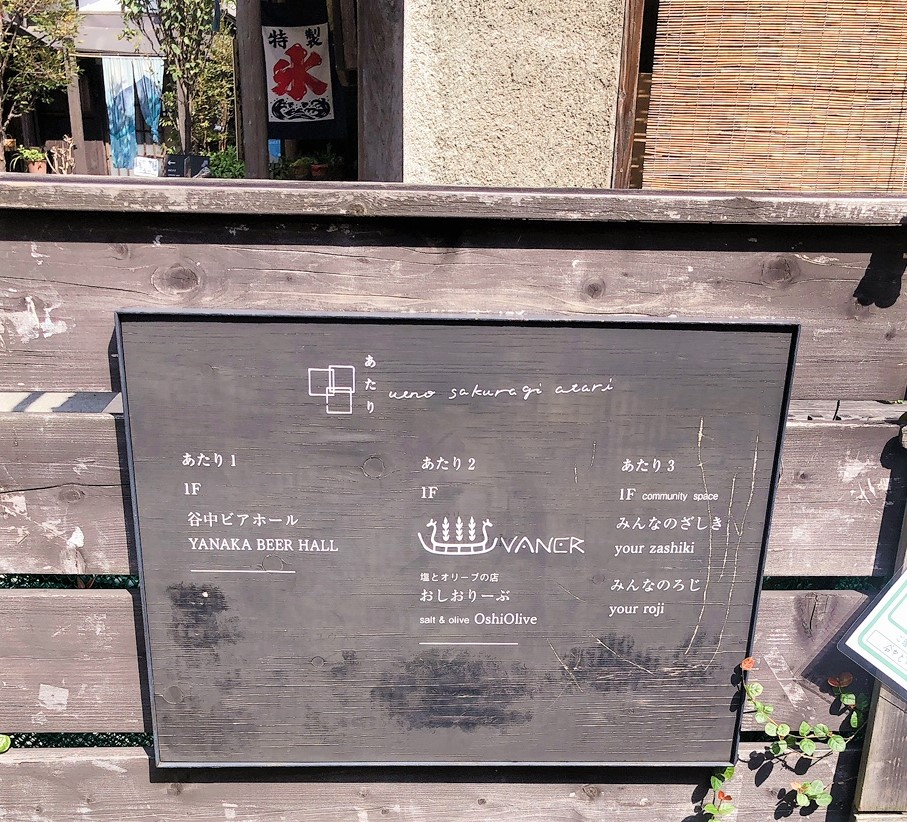 特製
氷
あたり
ueno sakuragi atari
あたり1
1F
谷中ビアホール
YANAKA BEER HALL
あたり2
1F
VANER
塩とオリーブの店
おしおりーぶ
salt & olive OshiOlive
あたり3
1F community space
みんなのざしき
your zashiki
みんなのろじ
your roji